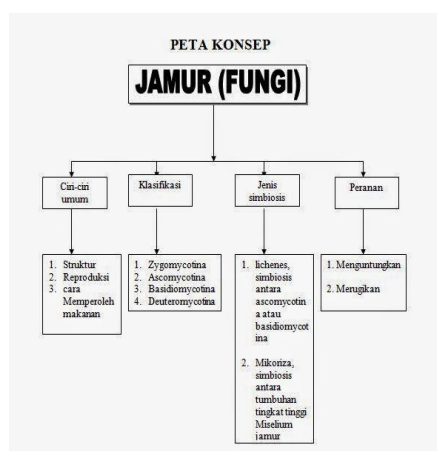 PETA KONSEP
JAMUR (FUNGI)
Ciri-ciri
umum
Klasifikasi
Jenis
simbiosis
Peranan
1. Struktur
2. Reproduksi
3. cara
Memperoleh
makanan
1. Zygomycotina
2. Ascomycotina
3. Basidiomycotina
4. Deuteromycotina
1. lichenes,
simbiosis
antara
ascomycotin
a atau
basidiomycot
ina
2. Mikoriza,
simbiosis
antara
tumbuhan
tingkat tinggi
Miselium
jamur
1. Menguntungkan
2. Merugikan